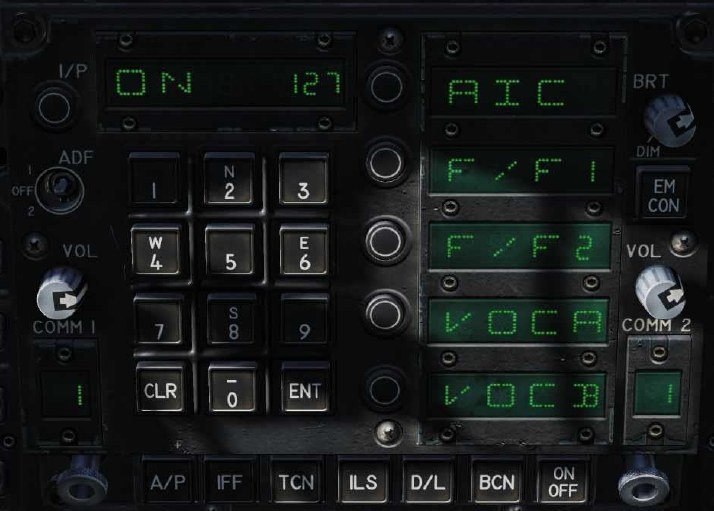 I/P
ON 127
AIC
BRT
DIM
ADF
1
OFF
2
1
N 2
3
F/F1
EM CON
W 4
5
E 6
F/F2
VOL
VOL
COMM 1
7
S 8
9
VOCA
COMM 2
1
CLR
– 0
ENT
VOCB
1
A/P
IFF
TCN
ILS
D/L
BCN
ON OFF